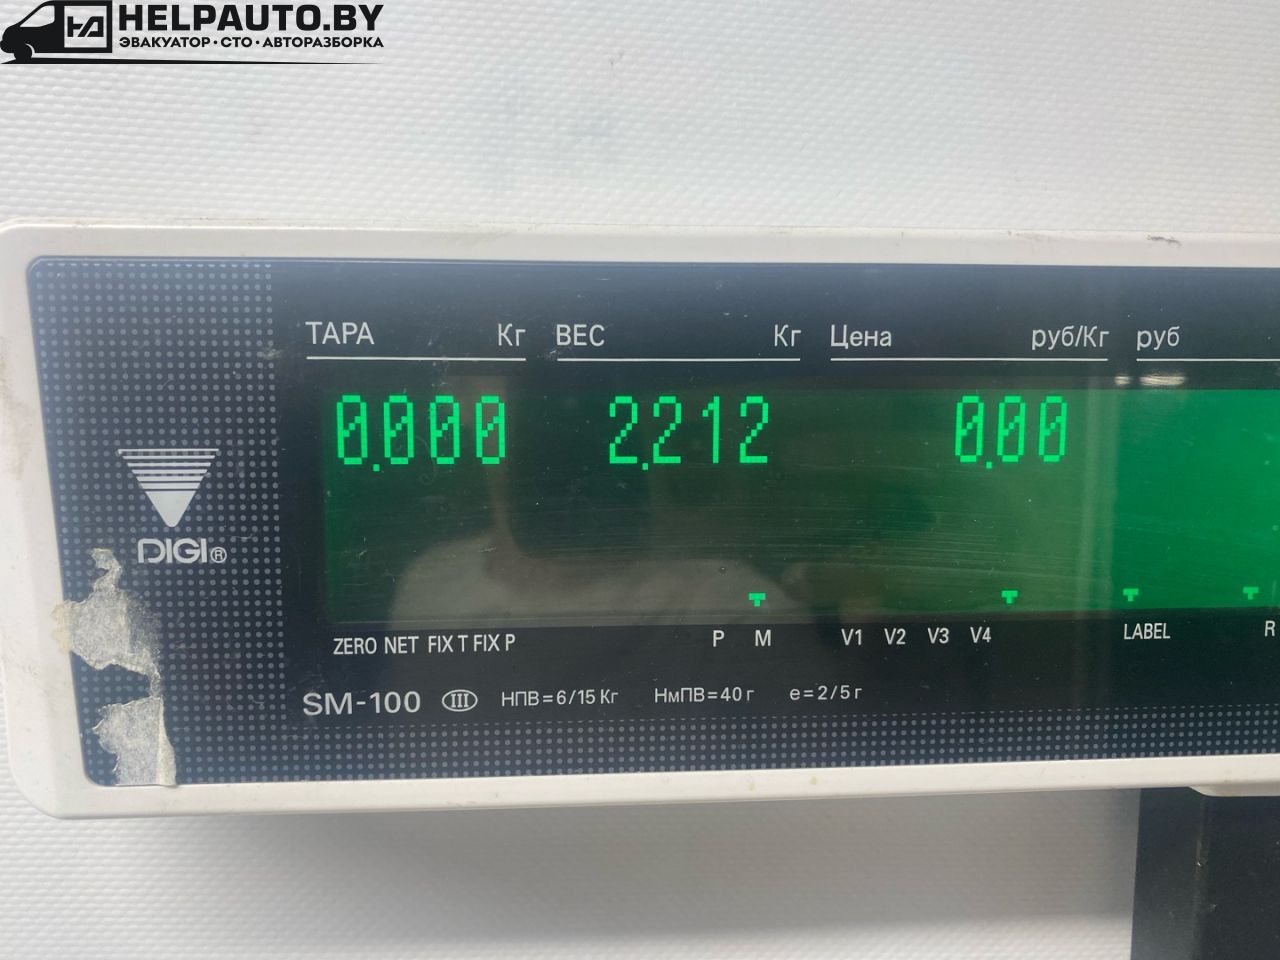 HELPAUTO.BY
ЭВАКУАТОР·СТО·АВТОРАЗБОРКА
ТАРА Кг ВЕС Кг Цена руб/Кг руб
0.000 2.212 0.00
DIGI®
ZERO NET FIX T FIX P P M V1 V2 V3 V4 LABEL R
SM-100 III НПВ=6/15 Кг НмПВ=40 г е=2/5 г